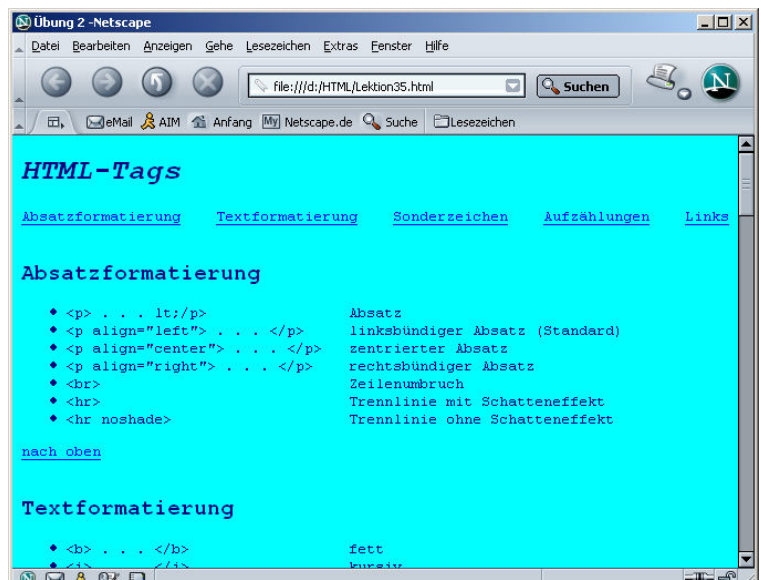 Übung 2 -Netscape
Datei Bearbeiten Anzeigen Gehe Lesezeichen Extras Fenster Hilfe
file:///d:/HTML/Lektion35.html Suchen N
eMail AIM Anfang My Netscape.de Suche Lesezeichen
HTML-Tags
Absatzformatierung Textformatierung Sonderzeichen Aufzählungen Links
Absatzformatierung
<p> . . . lt;/p> Absatz
<p align="left"> . . . </p> linksbündiger Absatz (Standard)
<p align="center"> . . . </p> zentrierter Absatz
<p align="right"> . . . </p> rechtsbündiger Absatz
<br> Zeilenumbruch
<hr> Trennlinie mit Schatteneffekt
<hr noshade> Trennlinie ohne Schatteneffekt
nach oben
Textformatierung
<b> . . . </b> fett
<i> . . . </i> kursiv